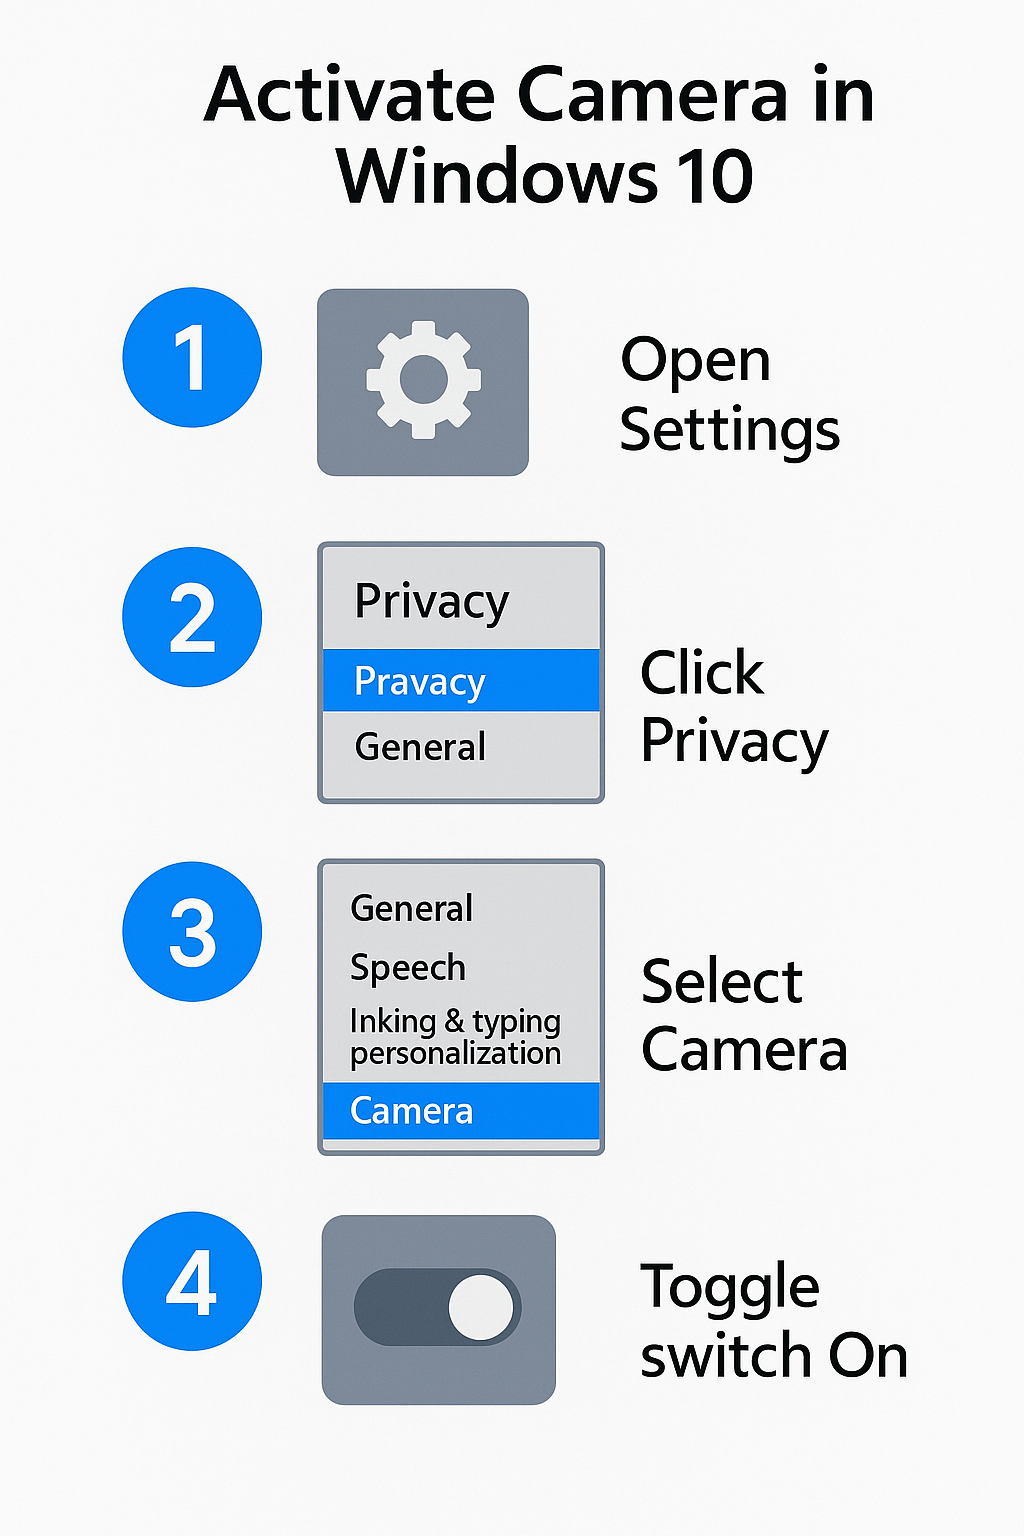 Activate Camera in
Windows 10
1
Open
Settings
2
Privacy
Pravacy
General
Click
Privacy
3
General
Speech
Inking & typing
personalization
Camera
Select
Camera
4
Toggle
switch On